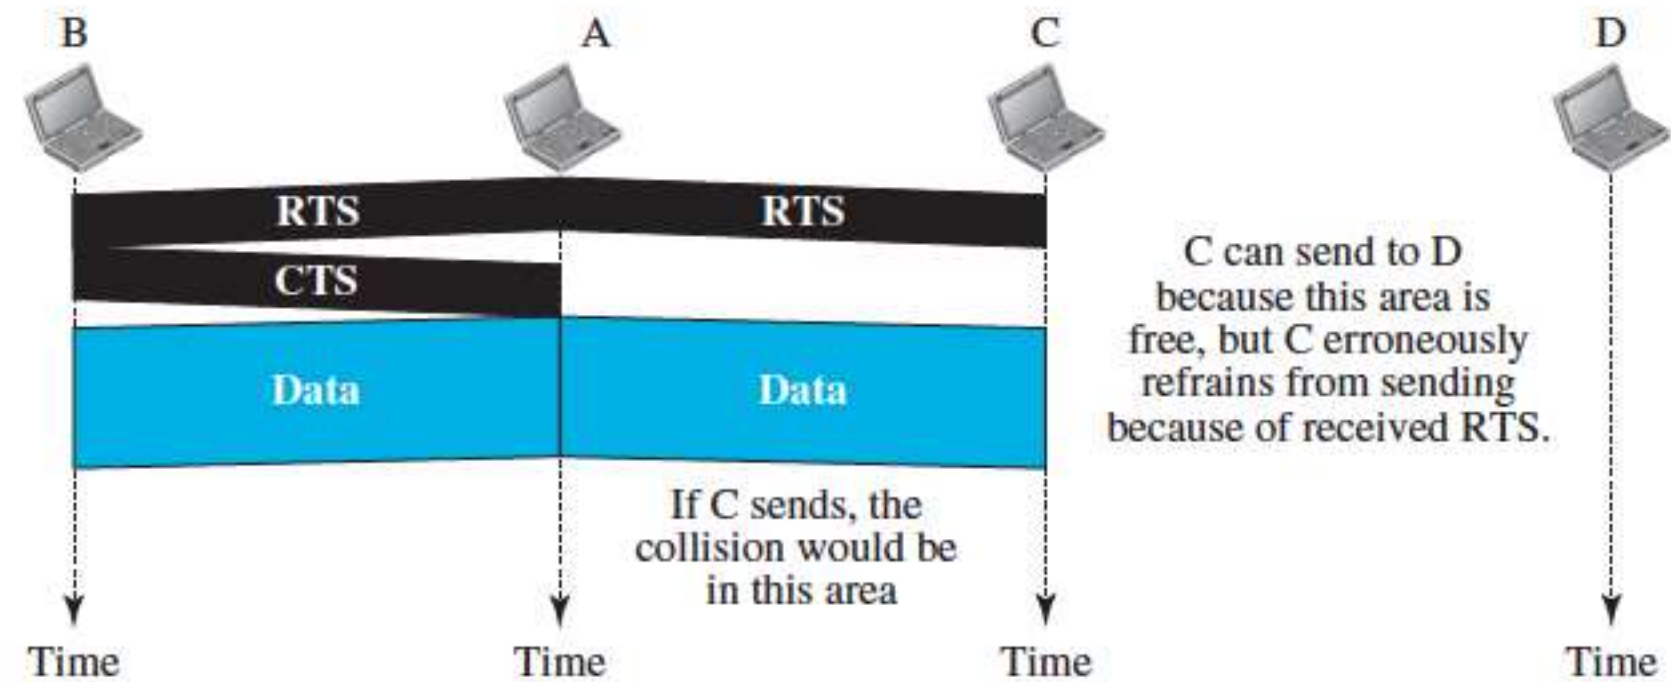 B
A
C
D
RTS
RTS
CTS
Data
Data
C can send to D
because this area is
free, but C erroneously
refrains from sending
because of received RTS.
If C sends, the
collision would be
in this area
Time
Time
Time
Time